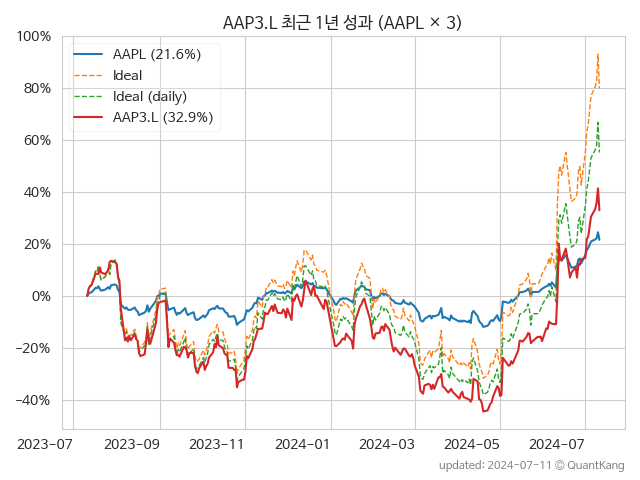 AAP3.L 최근 1년 성과 (AAPL × 3)
100%
80%
60%
40%
20%
0%
−20%
−40%
AAPL (21.6%)
Ideal
Ideal (daily)
AAP3.L (32.9%)
2023-07 2023-09 2023-11 2024-01 2024-03 2024-05 2024-07
updated: 2024-07-11 © QuantKang